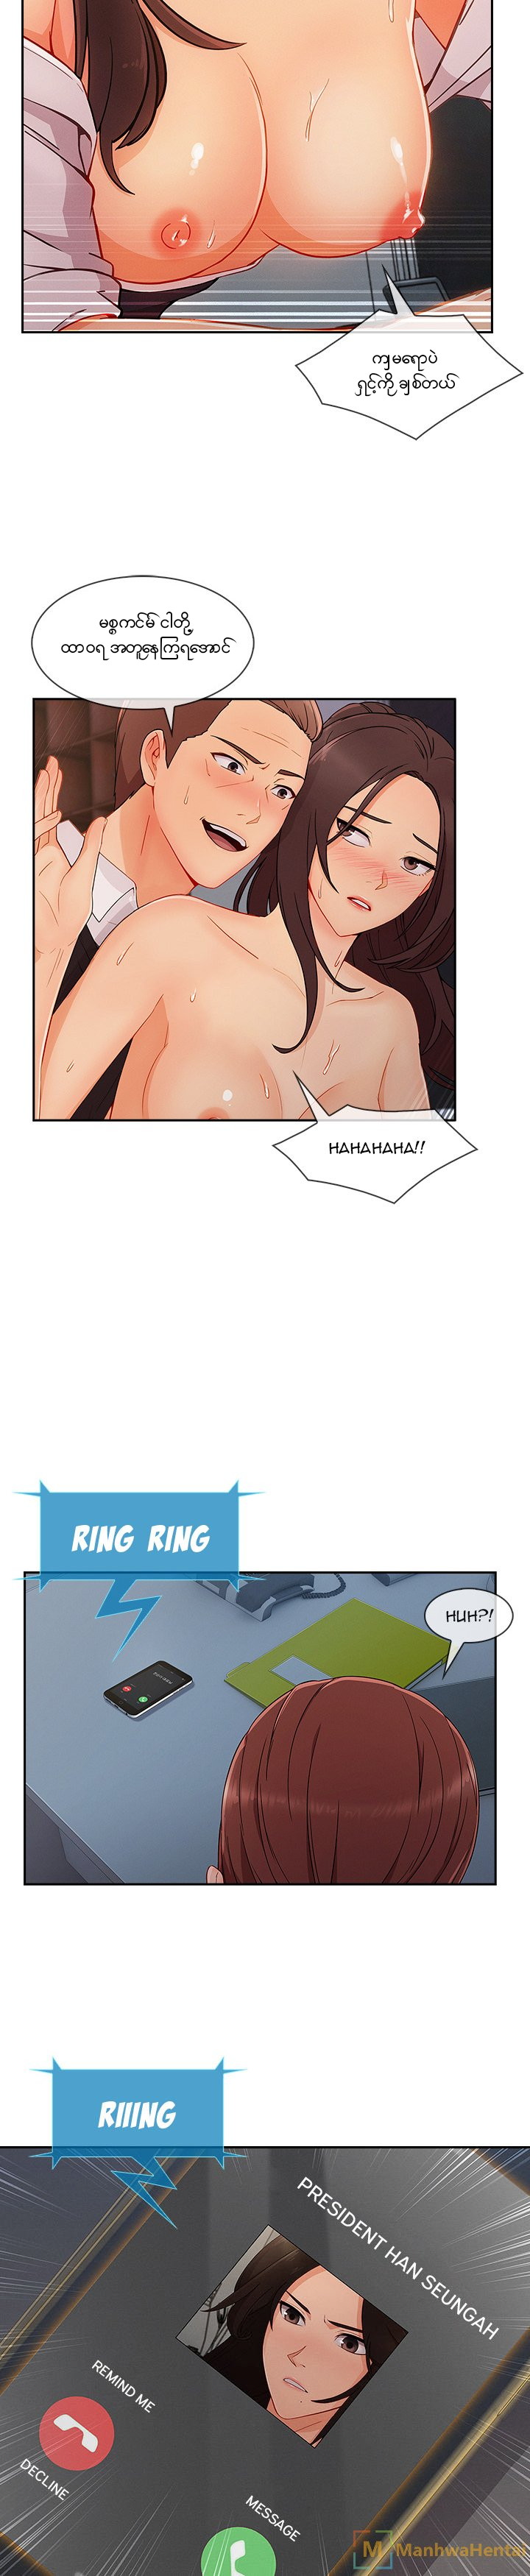 ကျမရောပဲ
ရှင့်ကို ချစ်တယ်
မစ္စကင်မ် ငါတို့
ထာဝရ အတူနေကြရအောင်
HAHAHAHA!!
RING RING
HUH?!
RIIING
PRESIDENT HAN SEUNGAH
REMIND ME
DECLINE
MESSAGE
M ManhwaHentai